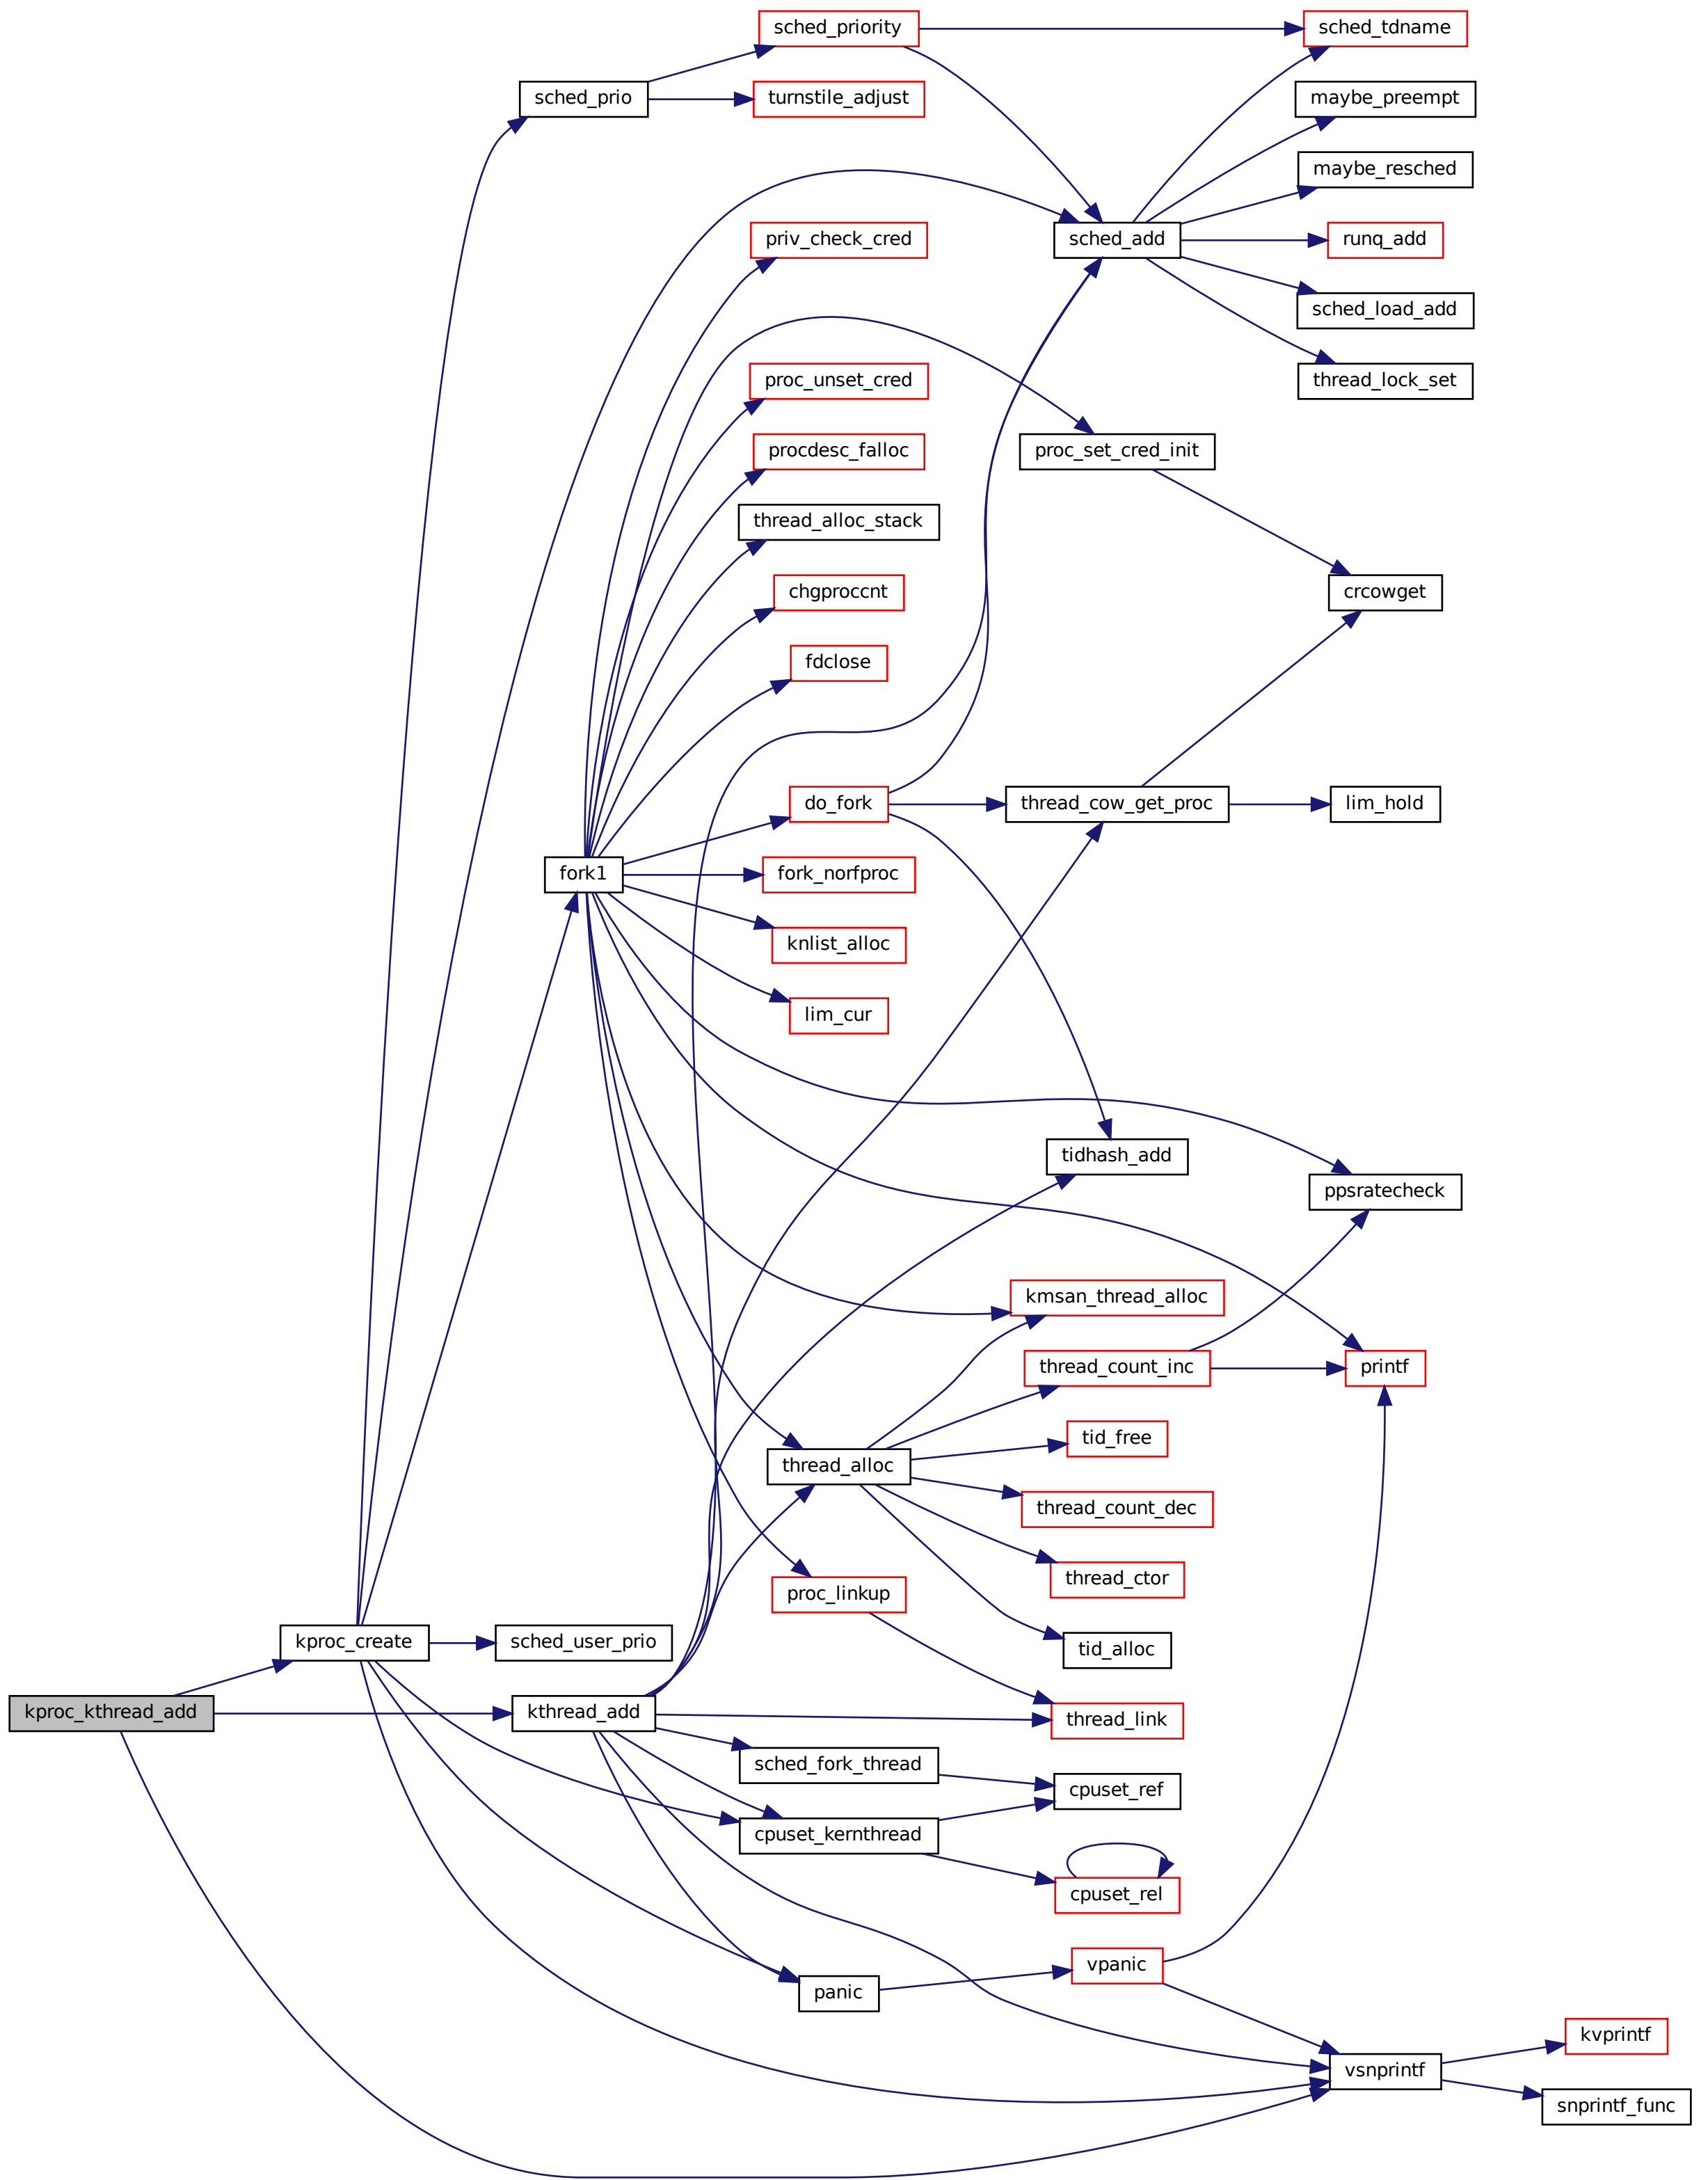 sched_priority
sched_tdname
sched_prio
turnstile_adjust
maybe_preempt
maybe_resched
priv_check_cred
sched_add
runq_add
sched_load_add
proc_unset_cred
thread_lock_set
procdesc_falloc
proc_set_cred_init
thread_alloc_stack
chgproccnt
crcowget
fdclose
do_fork
thread_cow_get_proc
lim_hold
fork1
fork_norfproc
knlist_alloc
lim_cur
tidhash_add
ppsratecheck
kmsan_thread_alloc
thread_count_inc
printf
tid_free
thread_alloc
thread_count_dec
thread_ctor
proc_linkup
kproc_create
sched_user_prio
tid_alloc
kproc_kthread_add
kthread_add
thread_link
sched_fork_thread
cpuset_ref
cpuset_kernthread
cpuset_rel
vpanic
panic
kvprintf
vsnprintf
snprintf_func